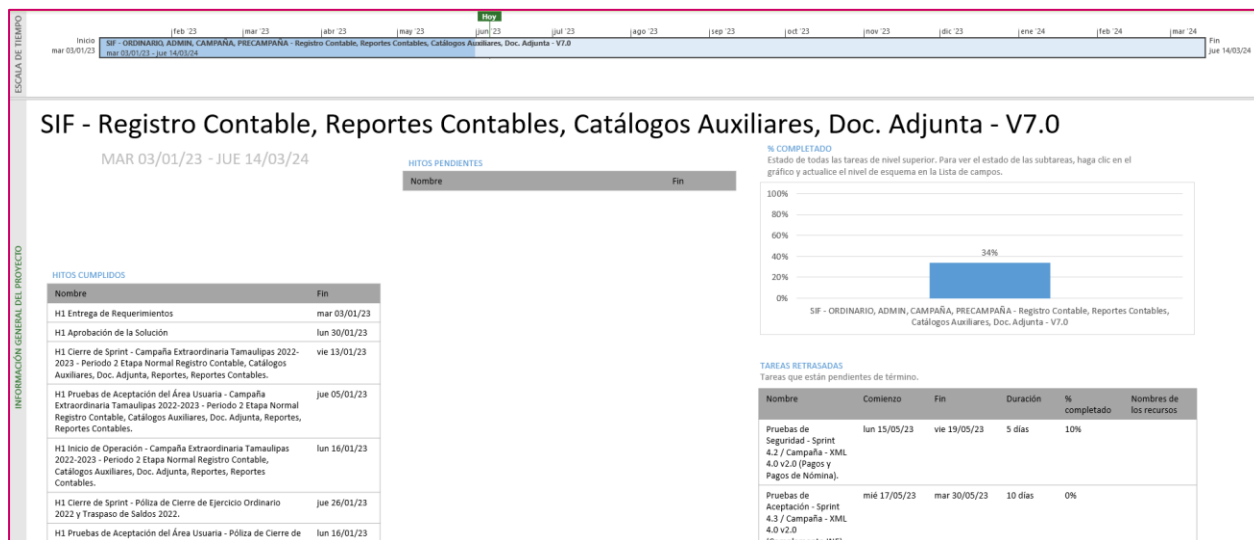 ESCALA DE TIEMPO
Hoy
feb '23 mar '23 abr '23 may '23 jun '23 jul '23 ago '23 sep '23 oct '23 nov '23 dic '23 ene '24 feb '24 mar '24
Inicio
mar 03/01/23
SIF - ORDINARIO, ADMIN, CAMPAÑA, PRECAMPAÑA - Registro Contable, Reportes Contables, Catálogos Auxiliares, Doc. Adjunta - V7.0
mar 03/01/23 - jue 14/03/24
Fin
jue 14/03/24
INFORMACIÓN GENERAL DEL PROYECTO
SIF - Registro Contable, Reportes Contables, Catálogos Auxiliares, Doc. Adjunta - V7.0
MAR 03/01/23 - JUE 14/03/24
HITOS CUMPLIDOS
Nombre Fin
H1 Entrega de Requerimientos mar 03/01/23
H1 Aprobación de la Solución lun 30/01/23
H1 Cierre de Sprint - Campaña Extraordinaria Tamaulipas 2022- vie 13/01/23
2023 - Periodo 2 Etapa Normal Registro Contable, Catálogos
Auxiliares, Doc. Adjunta, Reportes, Reportes Contables.
H1 Pruebas de Aceptación del Área Usuaria - Campaña jue 05/01/23
Extraordinaria Tamaulipas 2022-2023 - Periodo 2 Etapa Normal
Registro Contable, Catálogos Auxiliares, Doc. Adjunta, Reportes,
Reportes Contables.
H1 Inicio de Operación - Campaña Extraordinaria Tamaulipas lun 16/01/23
2022-2023 - Periodo 2 Etapa Normal Registro Contable,
Catálogos Auxiliares, Doc. Adjunta, Reportes, Reportes
Contables.
H1 Cierre de Sprint - Póliza de Cierre de Ejercicio Ordinario jue 26/01/23
2022 y Traspaso de Saldos 2022.
H1 Pruebas de Aceptación del Área Usuaria - Póliza de Cierre de lun 16/01/23
HITOS PENDIENTES
Nombre Fin
% COMPLETADO
Estado de todas las tareas de nivel superior. Para ver el estado de las subtareas, haga clic en el
gráfico y actualice el nivel de esquema en la Lista de campos.
100%
80%
60%
40%
20%
0%
34%
SIF - ORDINARIO, ADMIN, CAMPAÑA, PRECAMPAÑA - Registro Contable, Reportes Contables,
Catálogos Auxiliares, Doc. Adjunta - V7.0
TAREAS RETRASADAS
Tareas que están pendientes de término.
Nombre Comienzo Fin Duración % Nombres de
completado los recursos
Pruebas de lun 15/05/23 vie 19/05/23 5 días 10%
Seguridad - Sprint
4.2 / Campaña - XML
4.0 v2.0 (Pagos y
Pagos de Nómina).
Pruebas de mié 17/05/23 mar 30/05/23 10 días 0%
Aceptación - Sprint
4.3 / Campaña - XML
4.0 v2.0